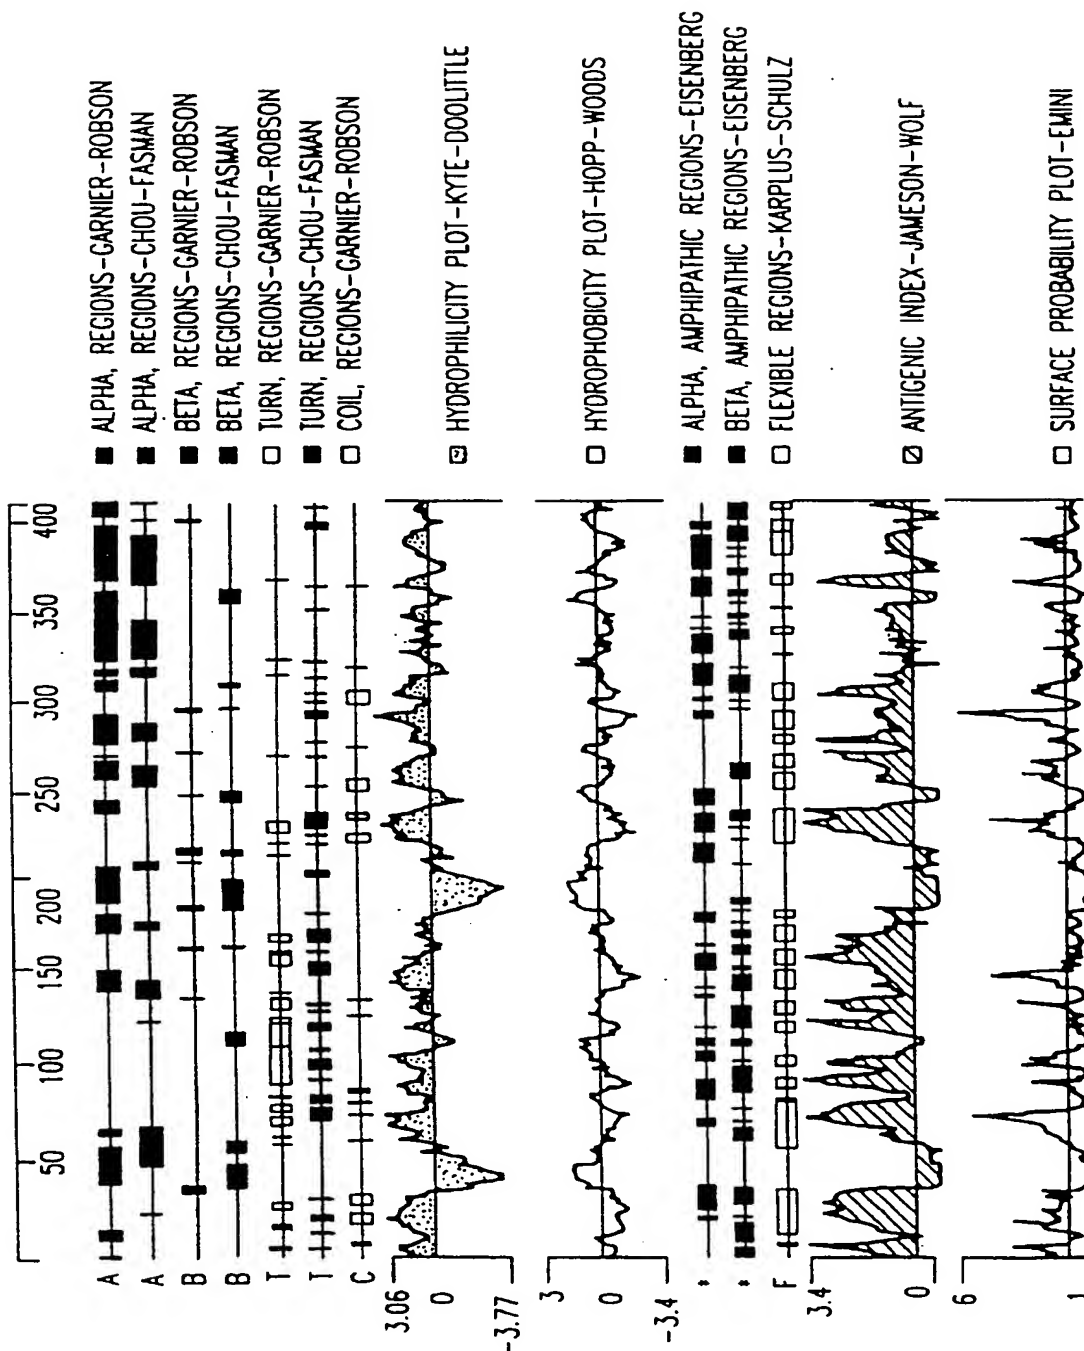 50 100 150 200 250 300 350 400
A ALPHA, REGIONS-GARNIER-ROBSON
A ALPHA, REGIONS-CHOU-FASMAN
B BETA, REGIONS-GARNIER-ROBSON
B BETA, REGIONS-CHOU-FASMAN
T TURN, REGIONS-GARNIER-ROBSON
T TURN, REGIONS-CHOU-FASMAN
C COIL, REGIONS-GARNIER-ROBSON
3.06
0 HYDROPHILICITY PLOT-KYTE-DOOLITTLE
-3.77
3
0 HYDROPHOBICITY PLOT-HOPP-WOODS
-3.4
* ALPHA, AMPHIPATHIC REGIONS-EISENBERG
* BETA, AMPHIPATHIC REGIONS-EISENBERG
F FLEXIBLE REGIONS-KARPLUS-SCHULZ
3.4
0 ANTIGENIC INDEX-JAMESON-WOLF
6
1 SURFACE PROBABILITY PLOT-EMINI